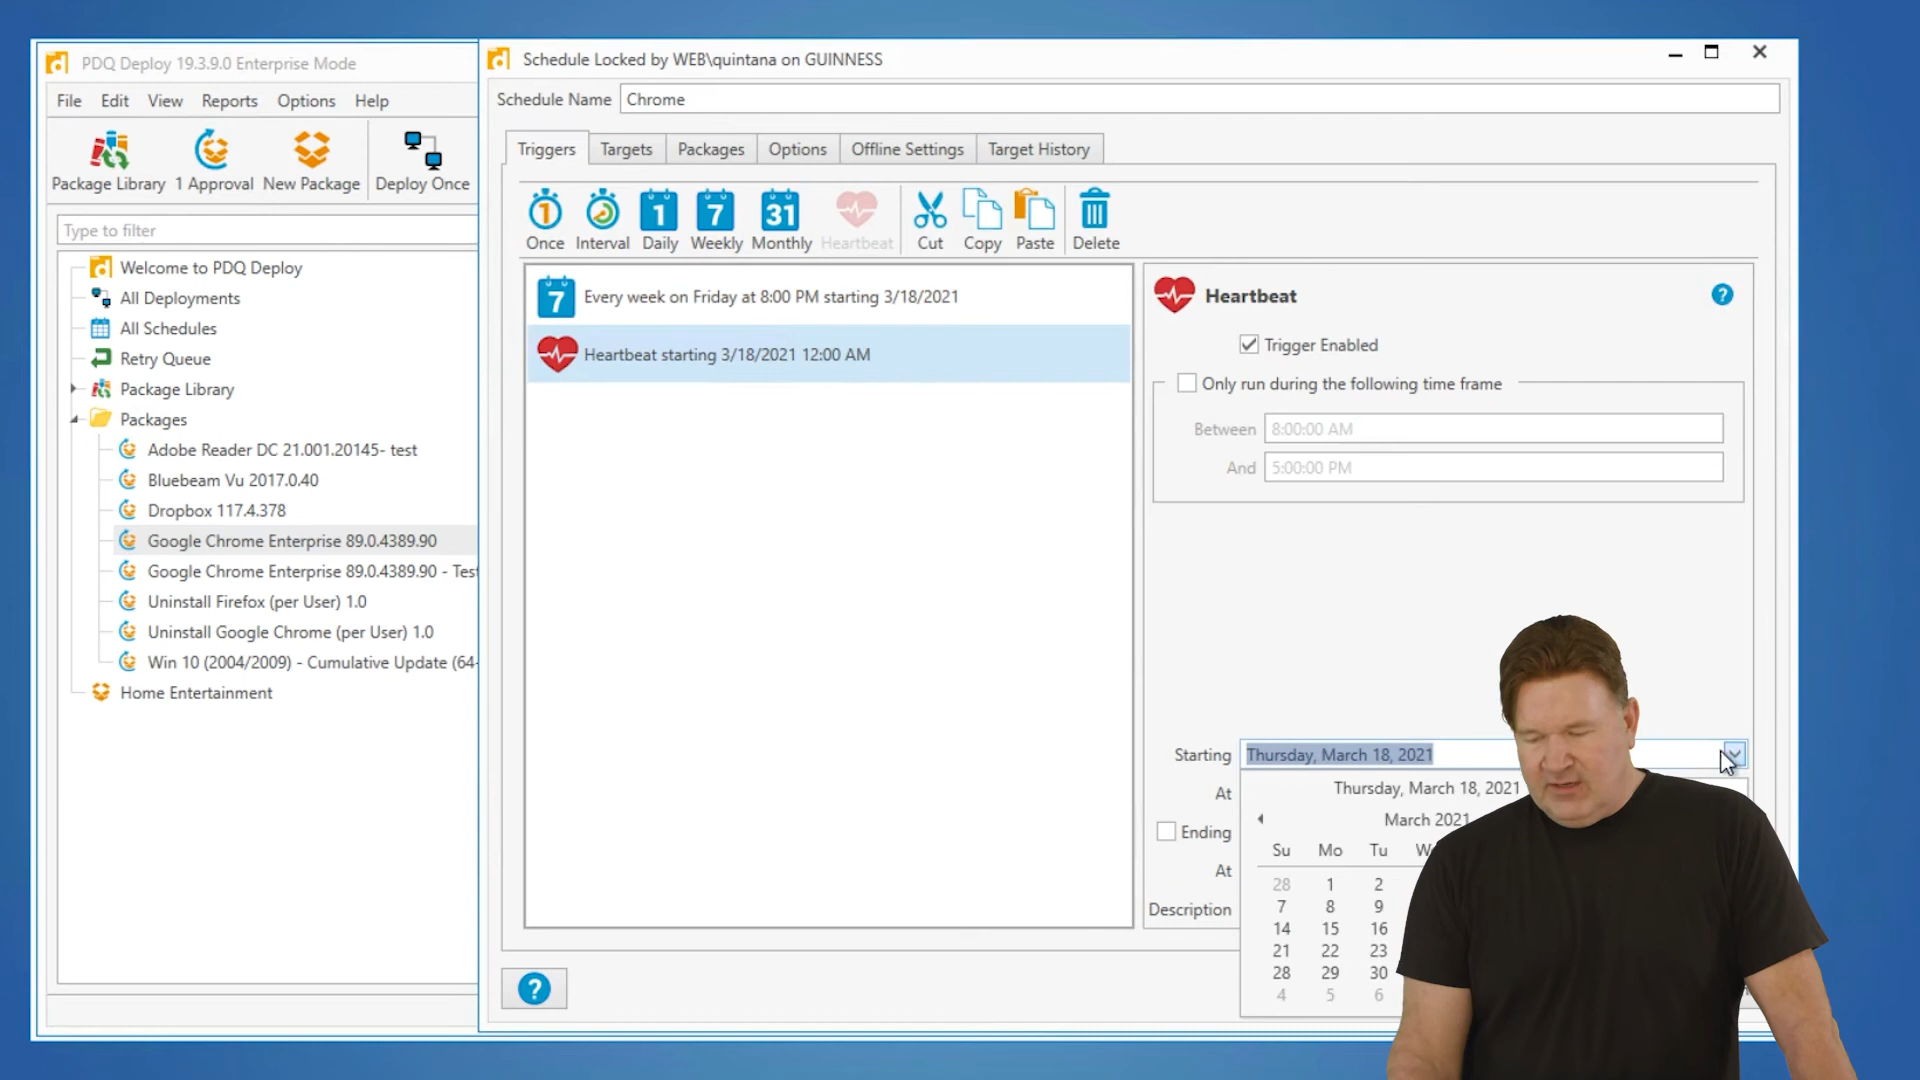 PDQ Deploy 19.3.9.0 Enterprise Mode
File Edit View Reports Options Help
Package Library 1 Approval New Package Deploy Once
Type to filter
Welcome to PDQ Deploy
All Deployments
All Schedules
Retry Queue
Package Library
Packages
Adobe Reader DC 21.001.20145- test
Bluebeam Vu 2017.0.40
Dropbox 117.4.378
Google Chrome Enterprise 89.0.4389.90
Google Chrome Enterprise 89.0.4389.90 - Test
Uninstall Firefox (per User) 1.0
Uninstall Google Chrome (per User) 1.0
Win 10 (2004/2009) - Cumulative Update (64-
Home Entertainment
Schedule Locked by WEB\quintana on GUINNESS
Schedule Name Chrome
Triggers Targets Packages Options Offline Settings Target History
1 1 7 31
Once Interval Daily Weekly Monthly Heartbeat Cut Copy Paste Delete
7 Every week on Friday at 8:00 PM starting 3/18/2021
Heartbeat starting 3/18/2021 12:00 AM
Heartbeat ?
Trigger Enabled
Only run during the following time frame
Between 8:00:00 AM
And 5:00:00 PM
Starting Thursday, March 18, 2021
Thursday, March 18, 2021
At
March 2021
Ending
Su Mo Tu
At
28 1 2
7 8 9
Description
14 15 16
21 22 23
28 29 30
4 5 6
?